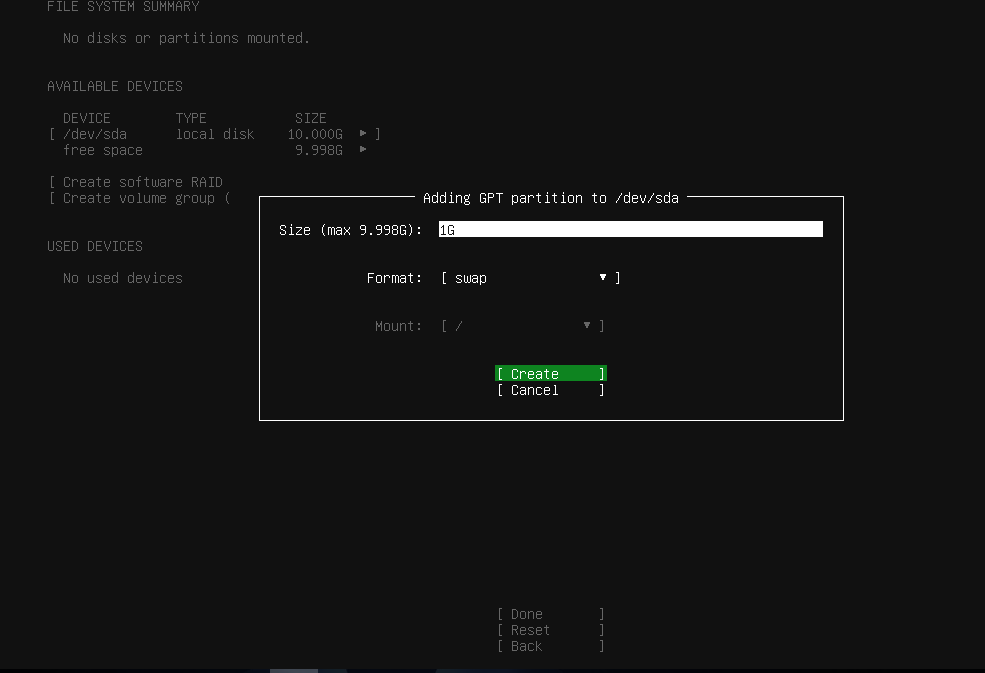 FILE SYSTEM SUMMARY
No disks or partitions mounted.
AVAILABLE DEVICES
DEVICE TYPE SIZE
[ /dev/sda local disk 10.000G ▶ ]
free space 9.998G ▶
[ Create software RAID
[ Create volume group (
Adding GPT partition to /dev/sda
Size (max 9.998G): 1G
USED DEVICES
No used devices
Format: [ swap ▼ ]
Mount: [ / ▼ ]
[ Create ]
[ Cancel ]
[ Done ]
[ Reset ]
[ Back ]